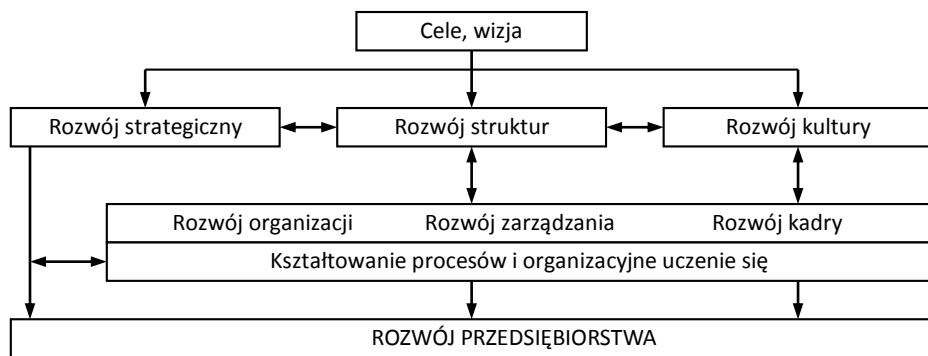 Cele, wizja
Rozwój strategiczny
Rozwój struktur
Rozwój kultury
Rozwój organizacji
Rozwój zarządzania
Rozwój kadry
Kształtowanie procesów i organizacyjne uczenie się
ROZWÓJ PRZEDSIĘBIORSTWA